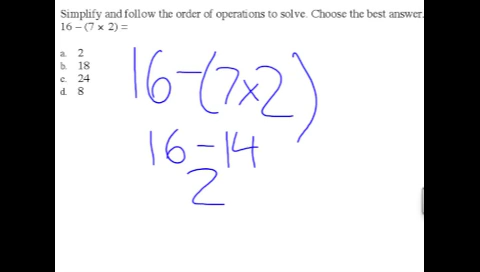 Simplify and follow the order of operations to solve. Choose the best answer.
16 – (7 × 2) =
a. 2
b. 18
c. 24
d. 8
16-(7×2)
16-14
2